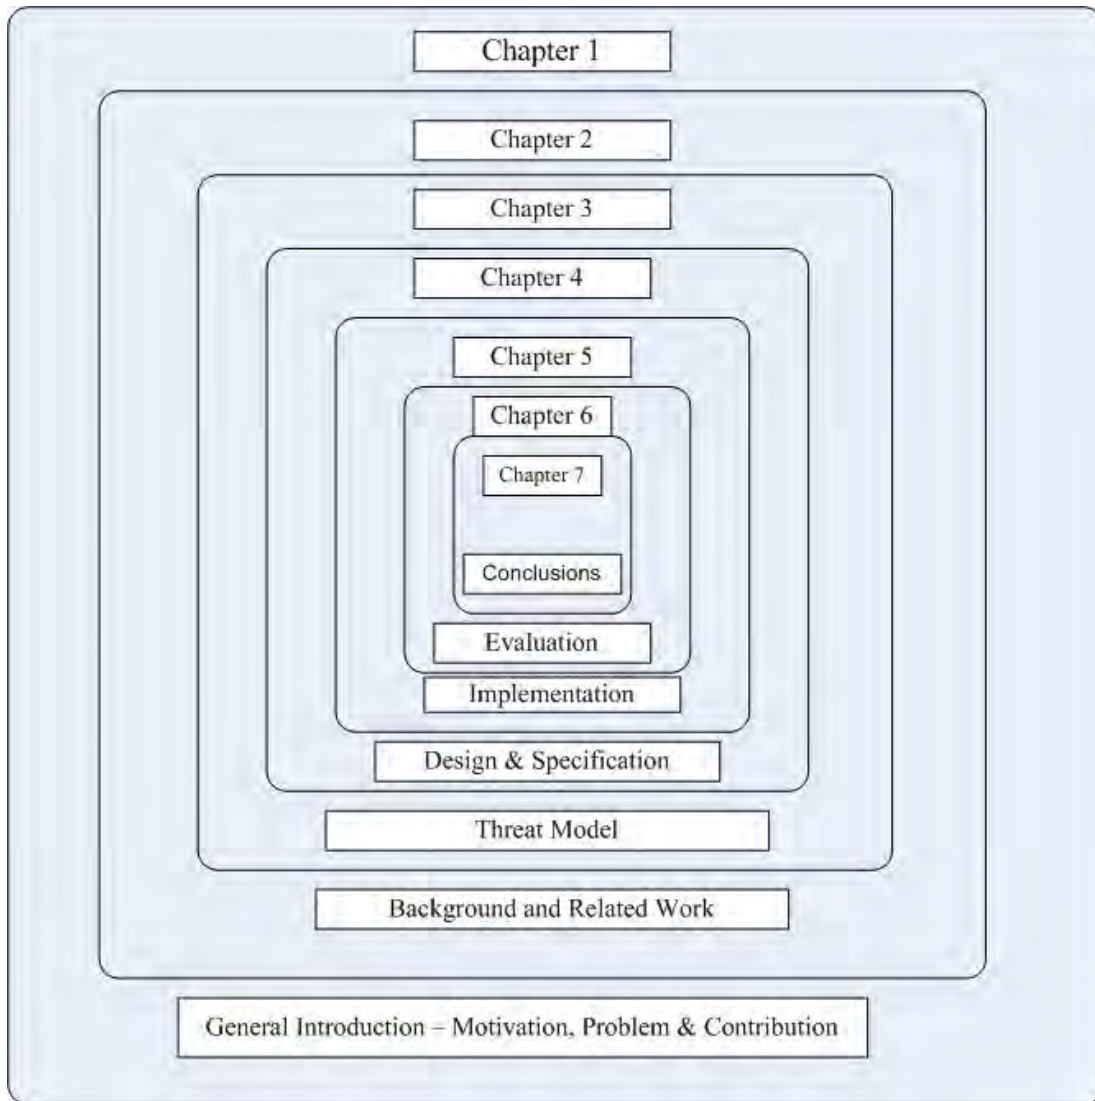 Chapter 1
Chapter 2
Chapter 3
Chapter 4
Chapter 5
Chapter 6
Chapter 7
Conclusions
Evaluation
Implementation
Design & Specification
Threat Model
Background and Related Work
General Introduction – Motivation, Problem & Contribution